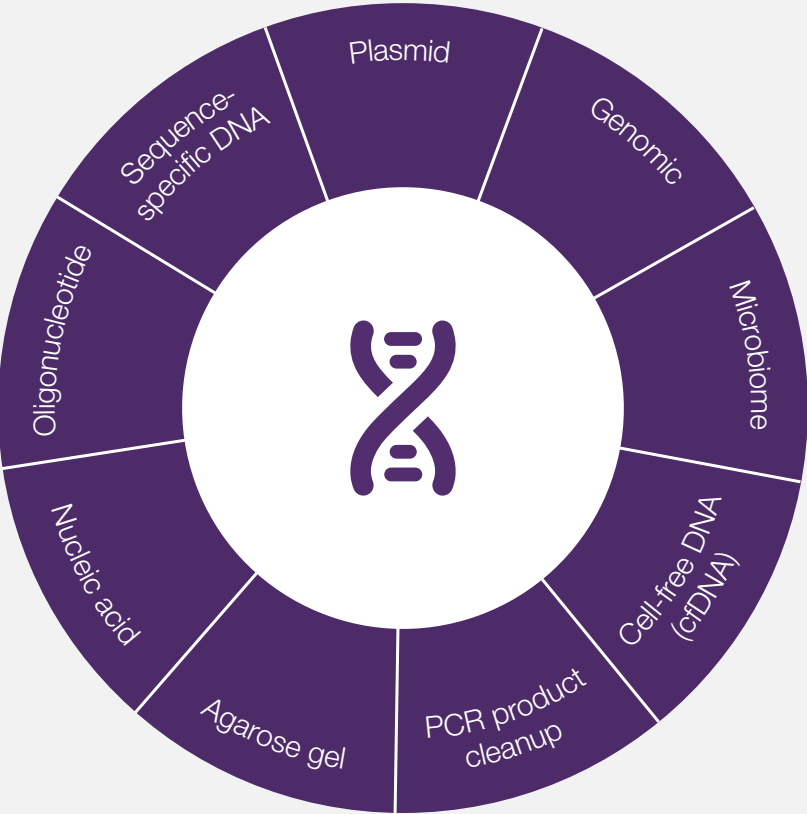 Plasmid
Genomic
Microbiome
Cell-free DNA
(cfDNA)
PCR product
cleanup
Agarose gel
Nucleic acid
Oligonucleotide
Sequence-
specific DNA